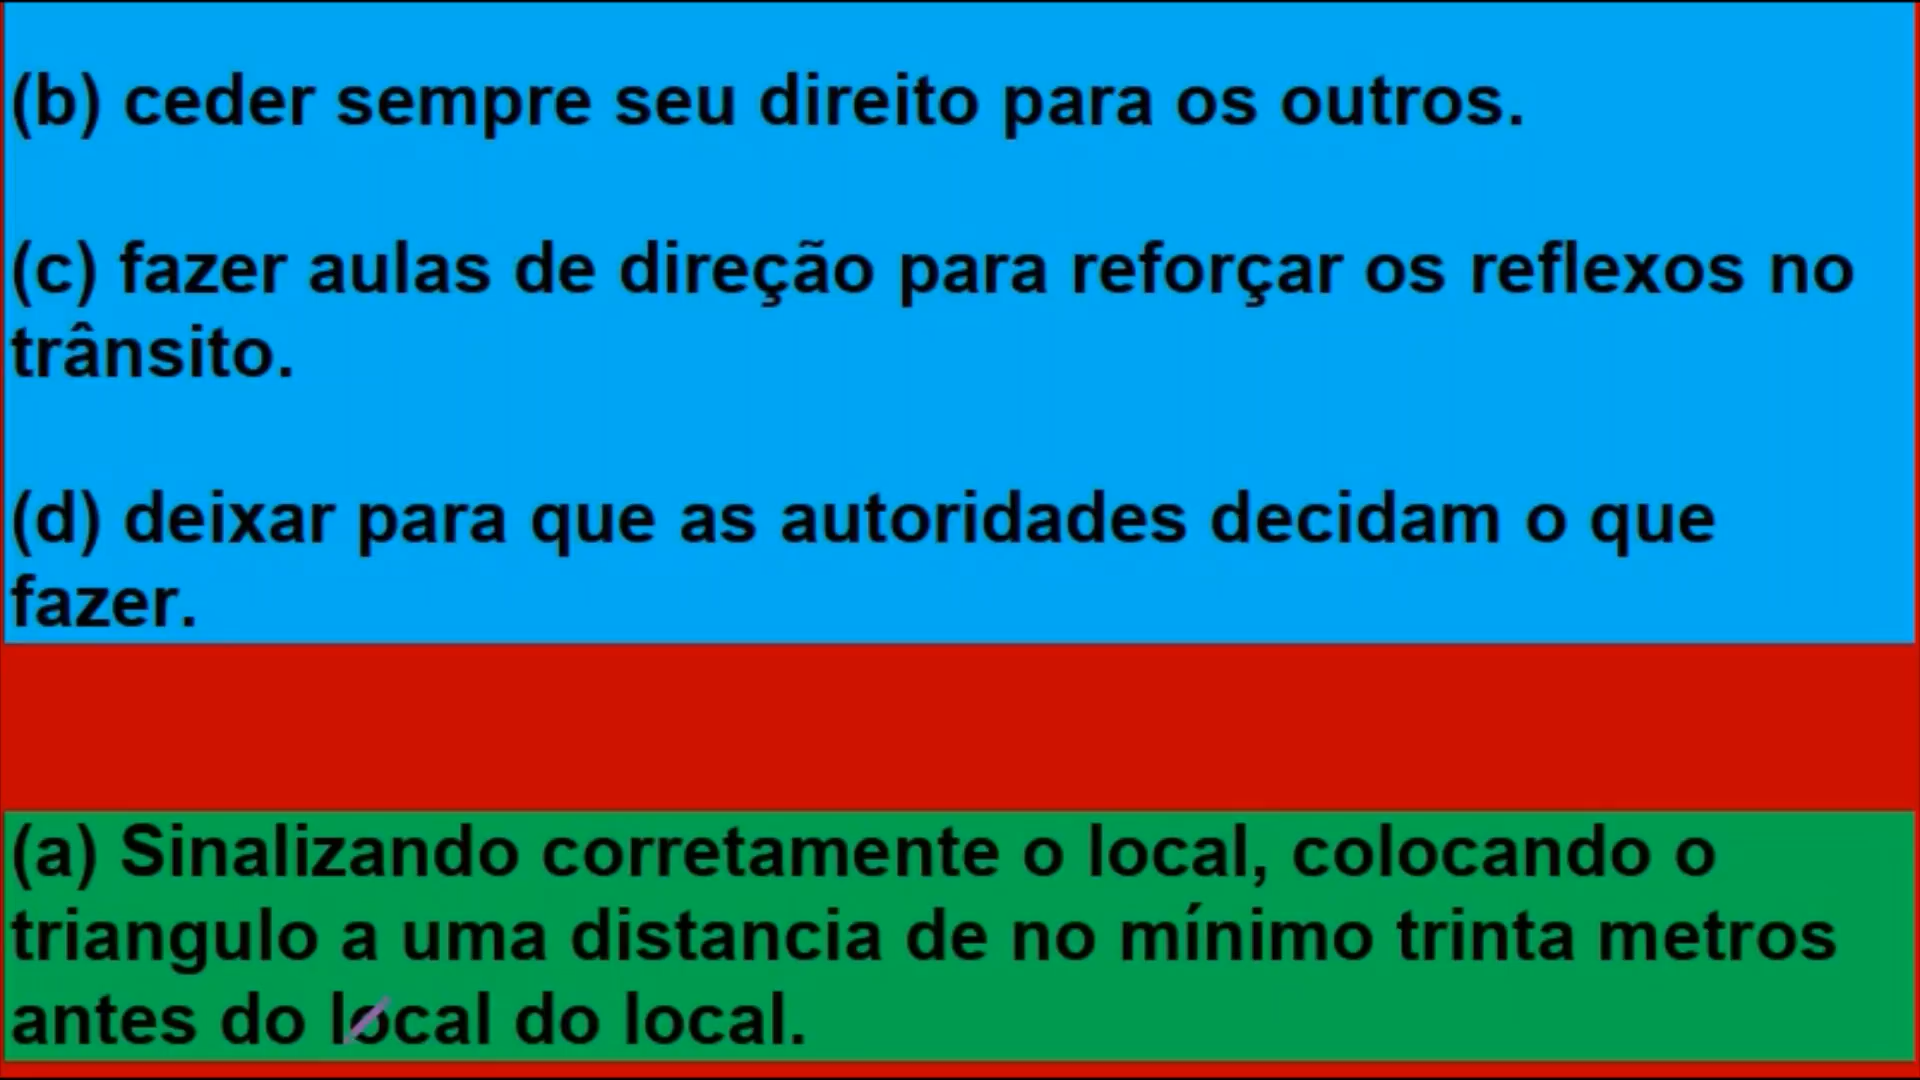 (b) ceder sempre seu direito para os outros.
(c) fazer aulas de direção para reforçar os reflexos no
trânsito.
(d) deixar para que as autoridades decidam o que
fazer.
(a) Sinalizando corretamente o local, colocando o
triangulo a uma distancia de no mínimo trinta metros
antes do local do local.